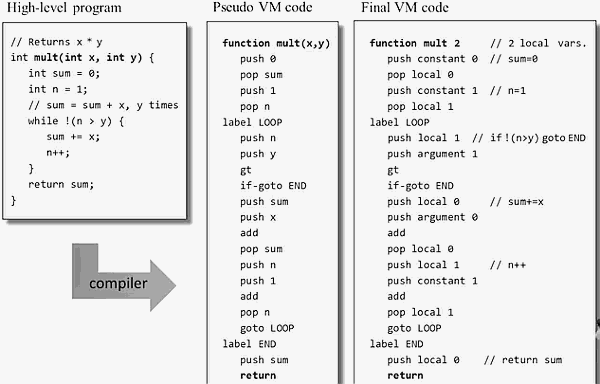 High-level program
// Returns x * y
int mult(int x, int y) {
int sum = 0;
int n = 1;
// sum = sum + x, y times
while !(n > y) {
sum += x;
n++;
}
return sum;
}
compiler
Pseudo VM code
function mult(x,y)
push 0
pop sum
push 1
pop n
label LOOP
push n
push y
gt
if-goto END
push sum
push x
add
pop sum
push n
push 1
add
pop n
goto LOOP
label END
push sum
return
Final VM code
function mult 2 // 2 local vars.
push constant 0 // sum=0
pop local 0
push constant 1 // n=1
pop local 1
label LOOP
push local 1 // if !(n>y) goto END
push argument 1
gt
if-goto END
push local 0 // sum+=x
push argument 0
add
pop local 0
push local 1 // n++
push constant 1
add
pop local 1
goto LOOP
label END
push local 0 // return sum
return